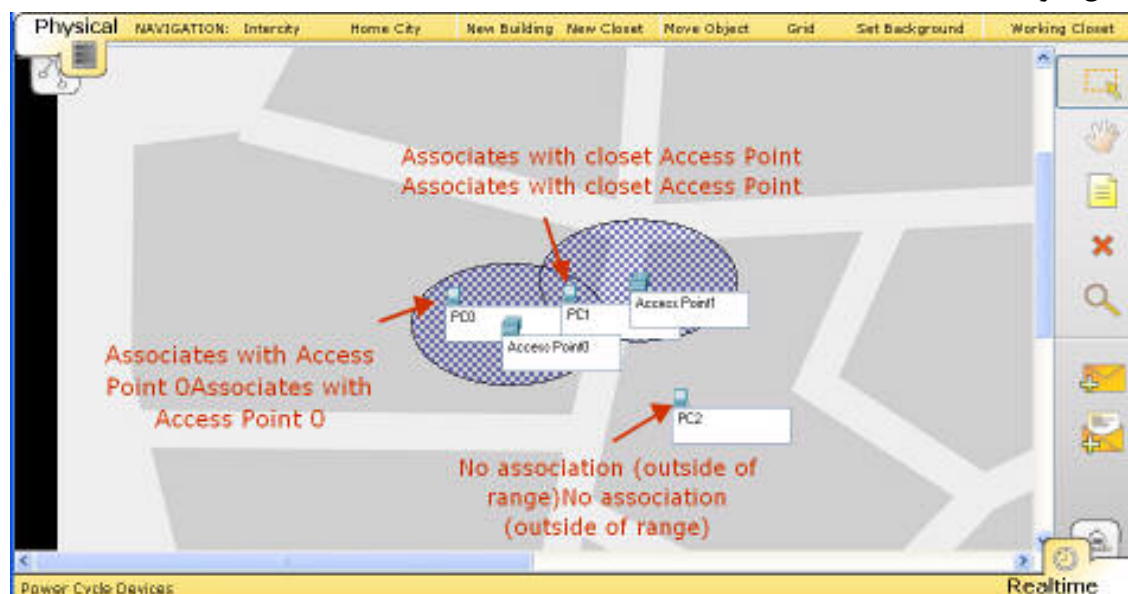 Physical NAVIGATION: Intercity Home City New Building New Closet Move Object Grid Set Background Working Closet
Associates with closet Access Point
Associates with closet Access Point
Access Point1
PC0
PC1
Access Point0
Associates with Access
Point 0Associates with
Access Point 0
PC2
No association (outside of
range)No association
(outside of range)
Power Cycle Devices
Realtime